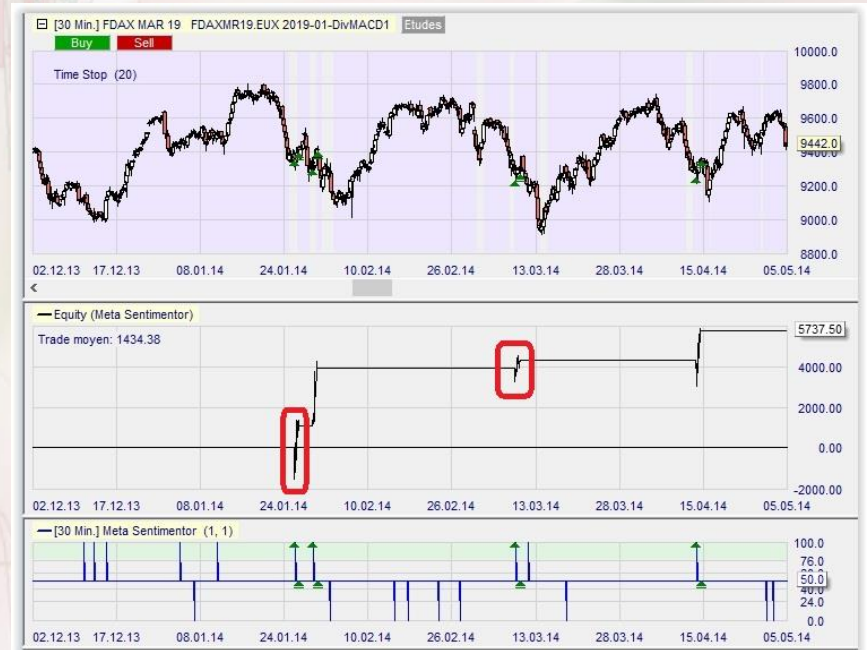 [30 Min.] FDAX MAR 19 FDAXMR19.EUX 2019-01-DivMACD1 Etudes
Buy Sell
Time Stop (20)
10000.0
9800.0
9600.0
9442.0
9200.0
9000.0
8800.0
02.12.13 17.12.13 08.01.14 24.01.14 10.02.14 26.02.14 13.03.14 28.03.14 15.04.14 05.05.14
Equity (Meta Sentimentor)
Trade moyen: 1434.38
5737.50
4000.00
2000.00
0.00
-2000.00
02.12.13 17.12.13 08.01.14 24.01.14 10.02.14 26.02.14 13.03.14 28.03.14 15.04.14 05.05.14
[30 Min.] Meta Sentimentor (1, 1)
100.0
76.0
50.0
24.0
0.0
02.12.13 17.12.13 08.01.14 24.01.14 10.02.14 26.02.14 13.03.14 28.03.14 15.04.14 05.05.14